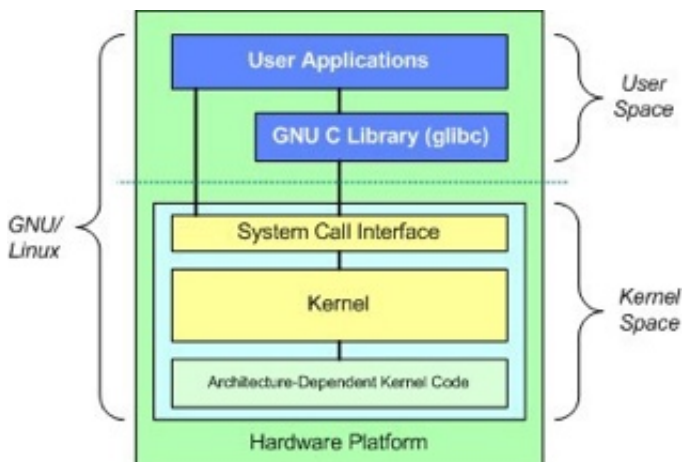 User Applications
User
Space
GNU C Library (glibc)
GNU/
Linux
System Call Interface
Kernel
Kernel
Space
Architecture-Dependent Kernel Code
Hardware Platform